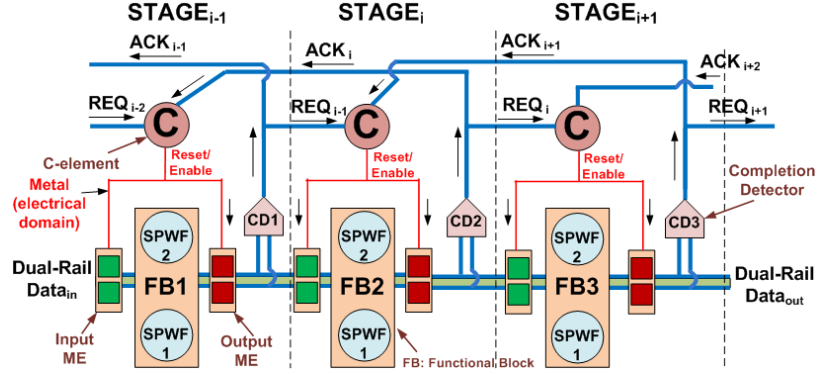 STAGEi-1 STAGEi STAGEi+1
ACK i-1 ACK i ACK i+1 ACK i+2
REQ i-2 REQ i-1 REQ i REQ i+1
C C C
C-element
Reset/ Enable Reset/ Enable Reset/ Enable
Metal (electrical domain)
Completion Detector
CD1 CD2 CD3
SPWF 2 SPWF 2 SPWF 2
Dual-Rail Datain FB1 FB2 FB3 Dual-Rail Dataout
SPWF 1 SPWF 1 SPWF 1
Input ME Output ME
FB: Functional Block